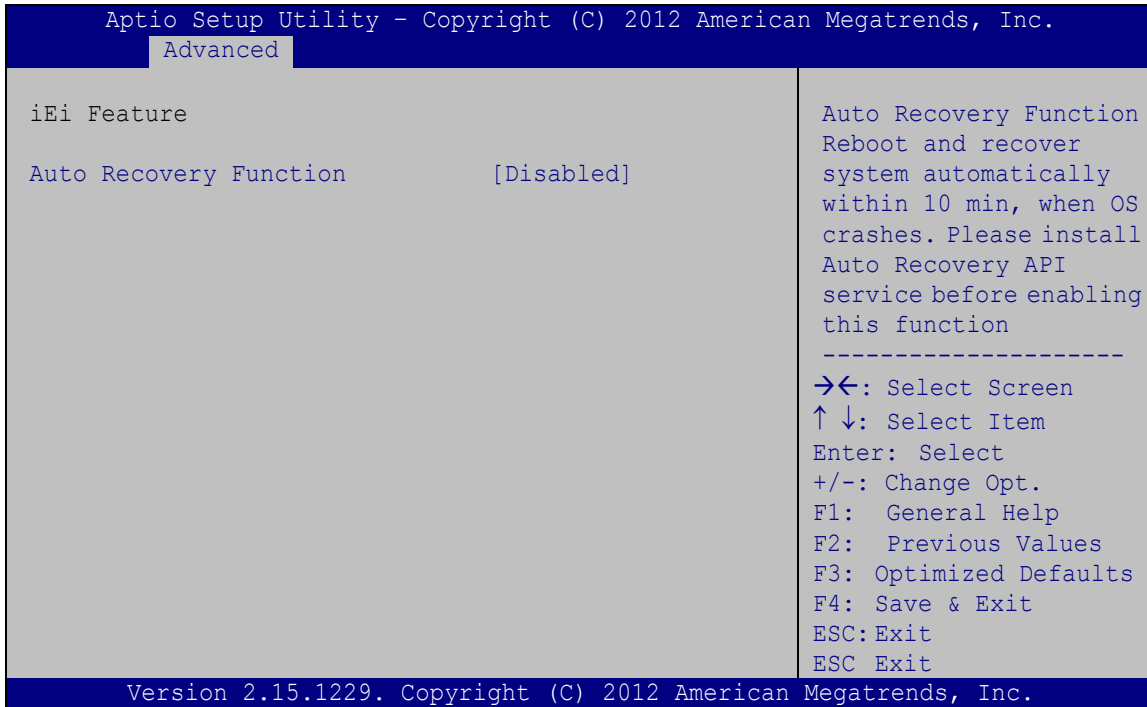 Aptio Setup Utility – Copyright (C) 2012 American Megatrends, Inc.
Advanced
iEi Feature
Auto Recovery Function [Disabled]
Auto Recovery Function
Reboot and recover
system automatically
within 10 min, when OS
crashes. Please install
Auto Recovery API
service before enabling
this function
---------------------
→←: Select Screen
↑ ↓: Select Item
Enter: Select
+/-: Change Opt.
F1: General Help
F2: Previous Values
F3: Optimized Defaults
F4: Save & Exit
ESC: Exit
ESC Exit
Version 2.15.1229. Copyright (C) 2012 American Megatrends, Inc.